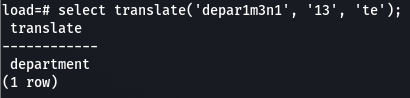 load=# select translate('depar1m3n1', '13', 'te');
translate
------------
department
(1 row)